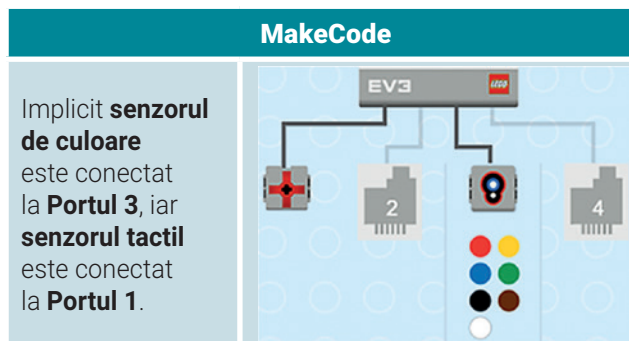 MakeCode
Implicit senzorul
de culoare
este conectat
la Portul 3, iar
senzorul tactil
este conectat
la Portul 1.
EV3
LEGO
2
4